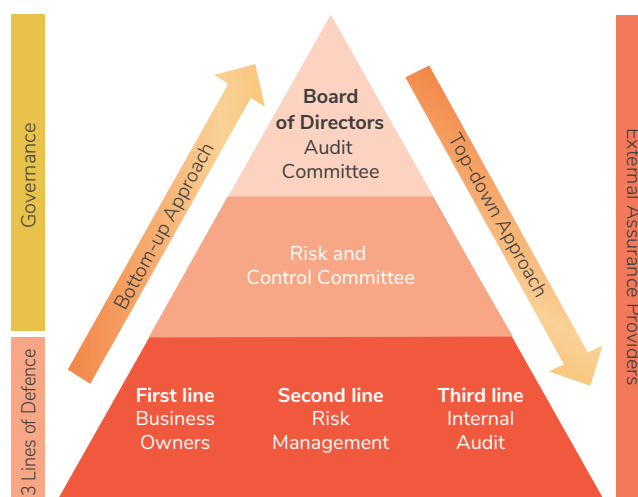 Governance
3 Lines of Defence
Bottom-up Approach
Board
of Directors
Audit
Committee
Risk and
Control Committee
First line
Business
Owners
Second line
Risk
Management
Third line
Internal
Audit
Top-down Approach
External Assurance Providers